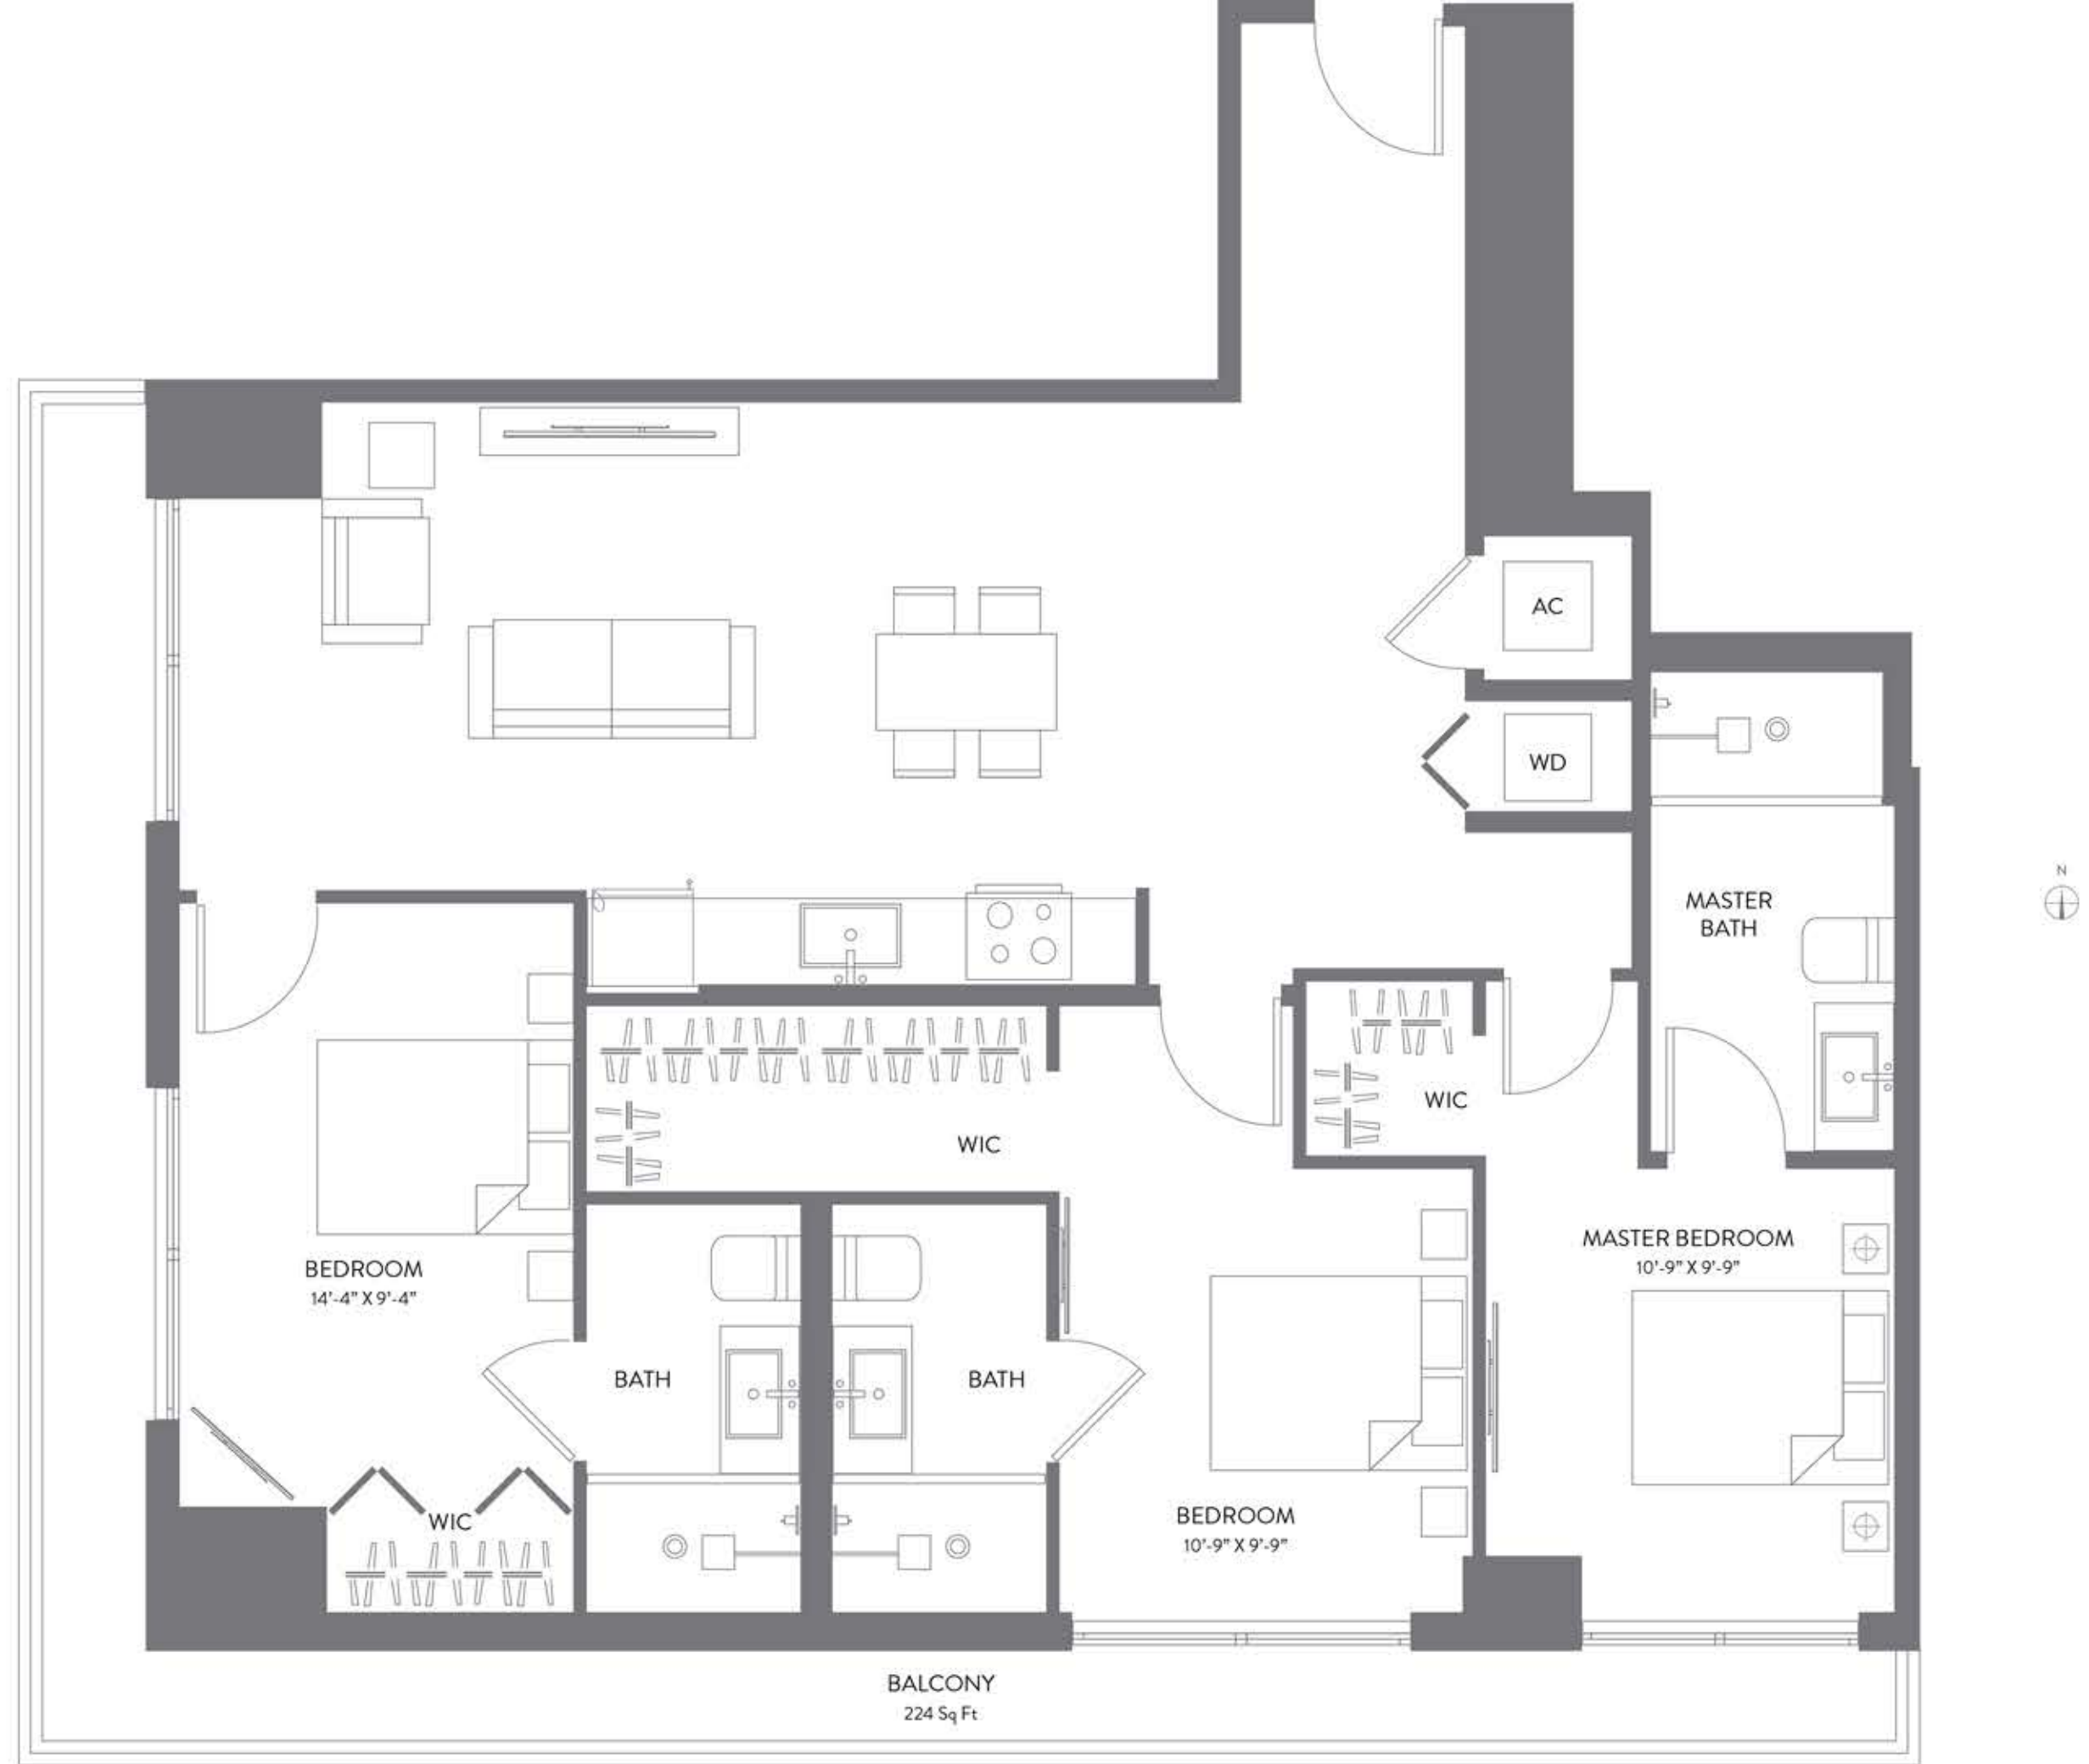 AC
WD
N
MASTER
BATH
WIC
WIC
MASTER BEDROOM
10'-9" X 9'-9"
BEDROOM
14'-4" X 9'-4"
BATH
BATH
WIC
BEDROOM
10'-9" X 9'-9"
BALCONY
224 Sq Ft